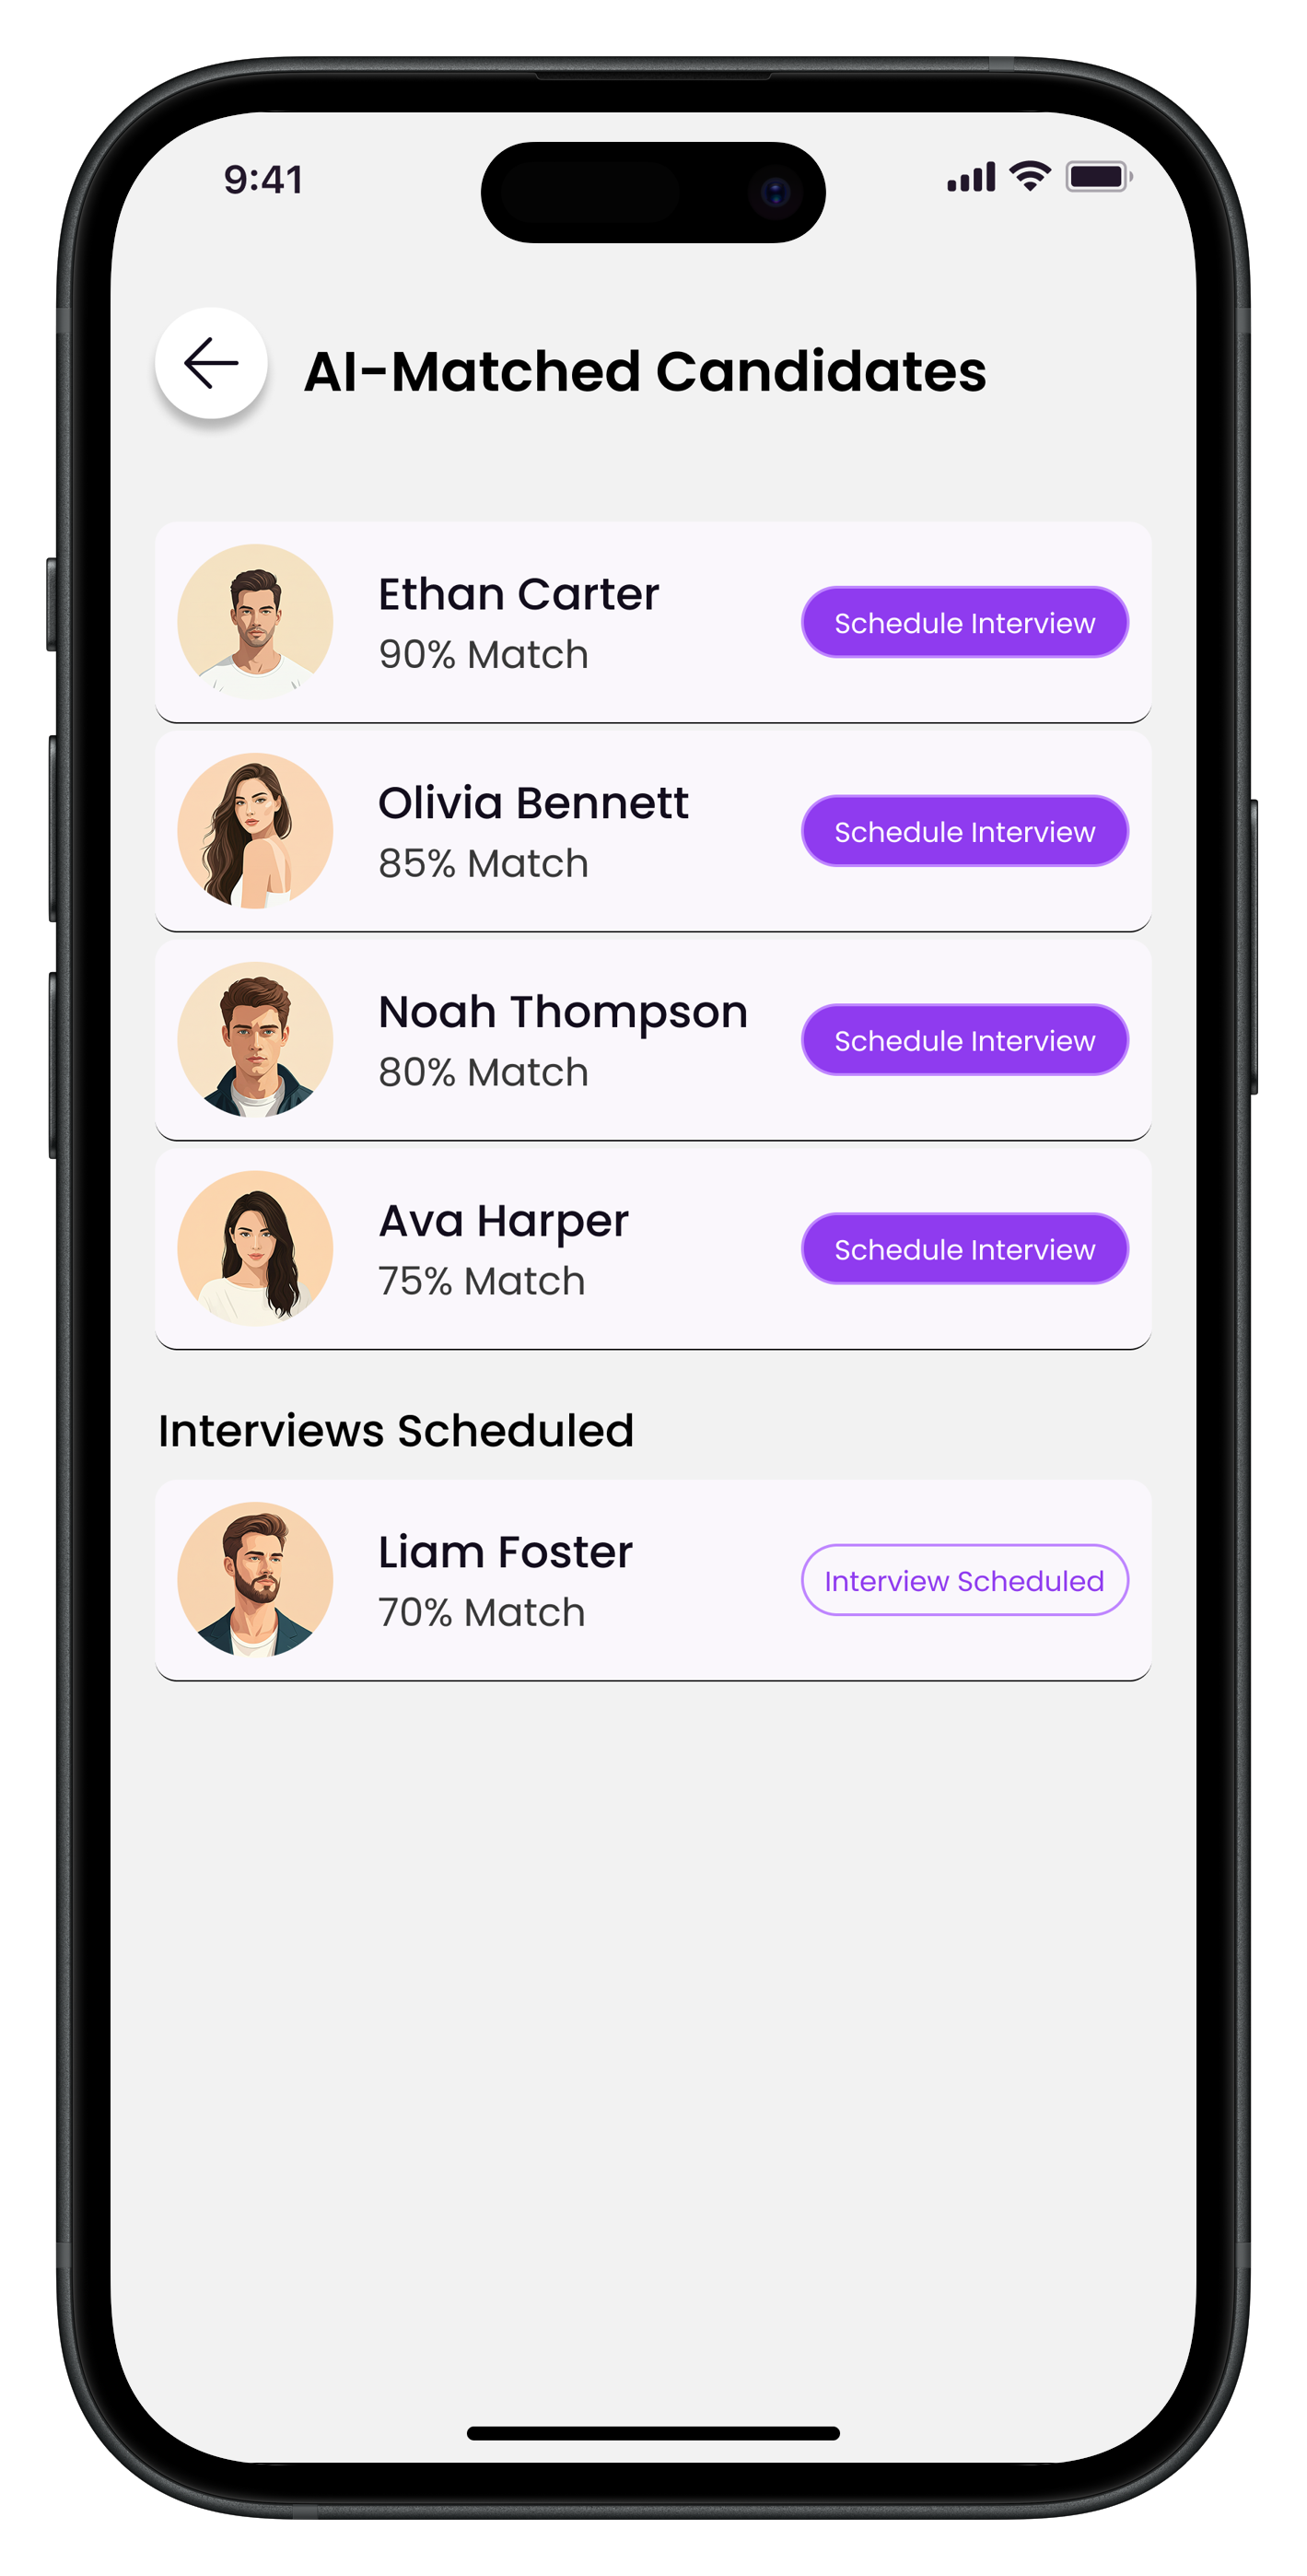 9:41
AI-Matched Candidates
Ethan Carter
90% Match
Schedule Interview
Olivia Bennett
85% Match
Schedule Interview
Noah Thompson
80% Match
Schedule Interview
Ava Harper
75% Match
Schedule Interview
Interviews Scheduled
Liam Foster
70% Match
Interview Scheduled